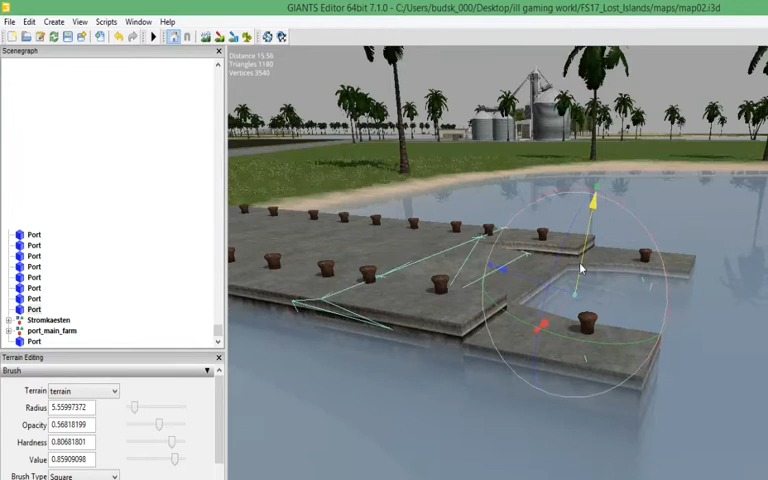 GIANTS Editor 64bit 7.1.0 - C:/Users/budsk_000/Desktop/ill gaming workl/FS17_Lost_Islands/maps/map02.i3d
File Edit Create View Scripts Window Help
Scenegraph
Distance 15.56
Triangles 1180
Vertices 3540
Port
Port
Port
Port
Port
Port
Port
Port
Stromkaesten
port_main_farm
Port
Terrain Editing
Brush
Terrain terrain
Radius 5.55997372
Opacity 0.56818199
Hardness 0.80681801
Value 0.85909098
Brush Type Square